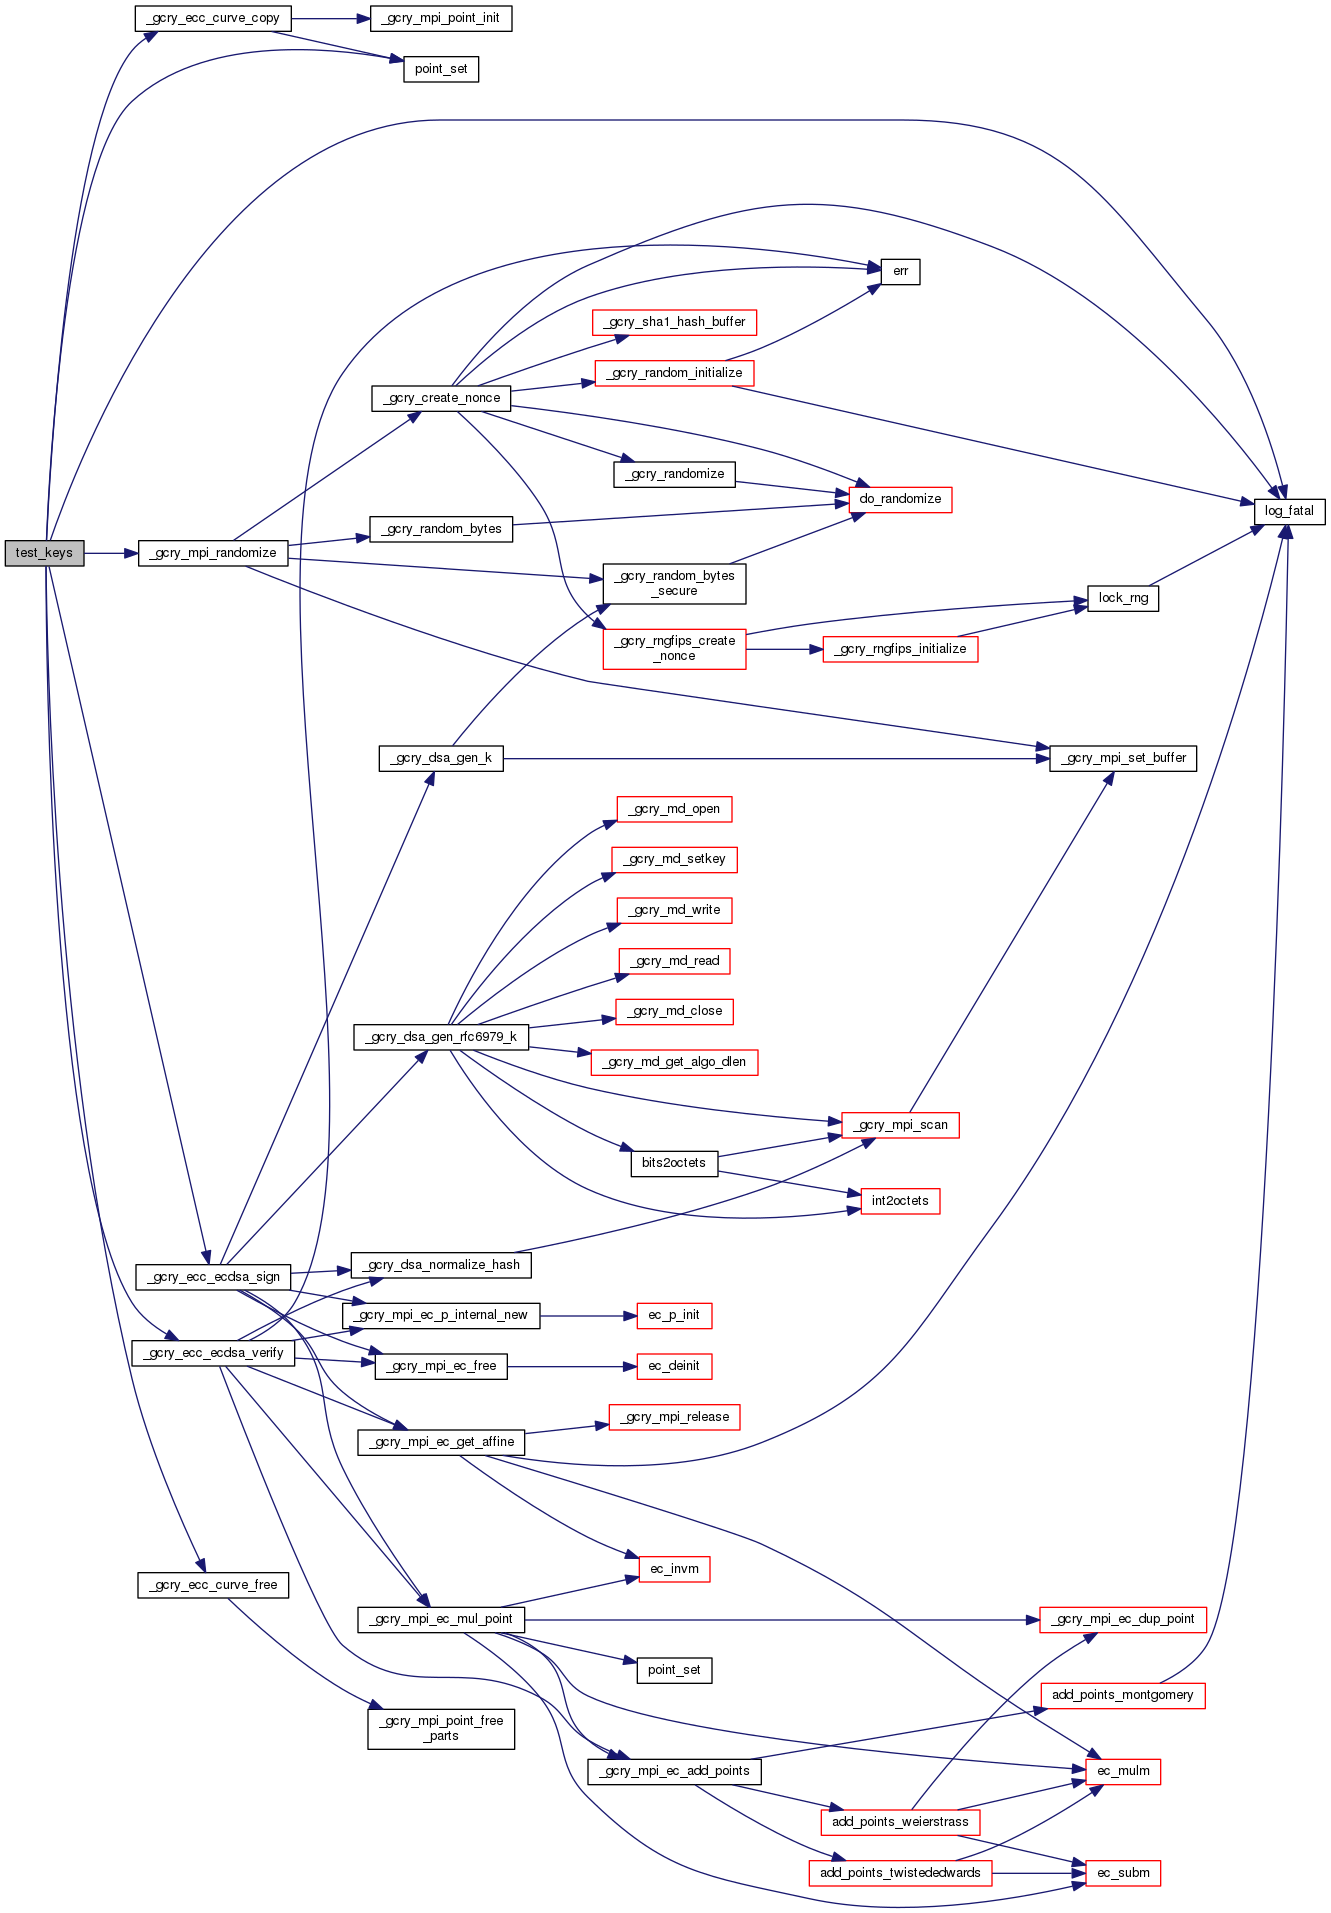 _gcry_ecc_curve_copy
_gcry_mpi_point_init
point_set
err
_gcry_sha1_hash_buffer
_gcry_random_initialize
_gcry_create_nonce
_gcry_randomize
do_randomize
log_fatal
_gcry_random_bytes
test_keys
_gcry_mpi_randomize
_gcry_random_bytes
_secure
lock_rng
_gcry_rngfips_create
_nonce
_gcry_rngfips_initialize
_gcry_dsa_gen_k
_gcry_mpi_set_buffer
_gcry_md_open
_gcry_md_setkey
_gcry_md_write
_gcry_md_read
_gcry_md_close
_gcry_dsa_gen_rfc6979_k
_gcry_md_get_algo_dlen
_gcry_mpi_scan
bits2octets
int2octets
_gcry_dsa_normalize_hash
_gcry_ecc_ecdsa_sign
_gcry_mpi_ec_p_internal_new
ec_p_init
_gcry_ecc_ecdsa_verify
_gcry_mpi_ec_free
ec_deinit
_gcry_mpi_release
_gcry_mpi_ec_get_affine
ec_invm
_gcry_ecc_curve_free
_gcry_mpi_ec_mul_point
_gcry_mpi_ec_dup_point
point_set
add_points_montgomery
_gcry_mpi_point_free
_parts
_gcry_mpi_ec_add_points
ec_mulm
add_points_weierstrass
add_points_twistededwards
ec_subm